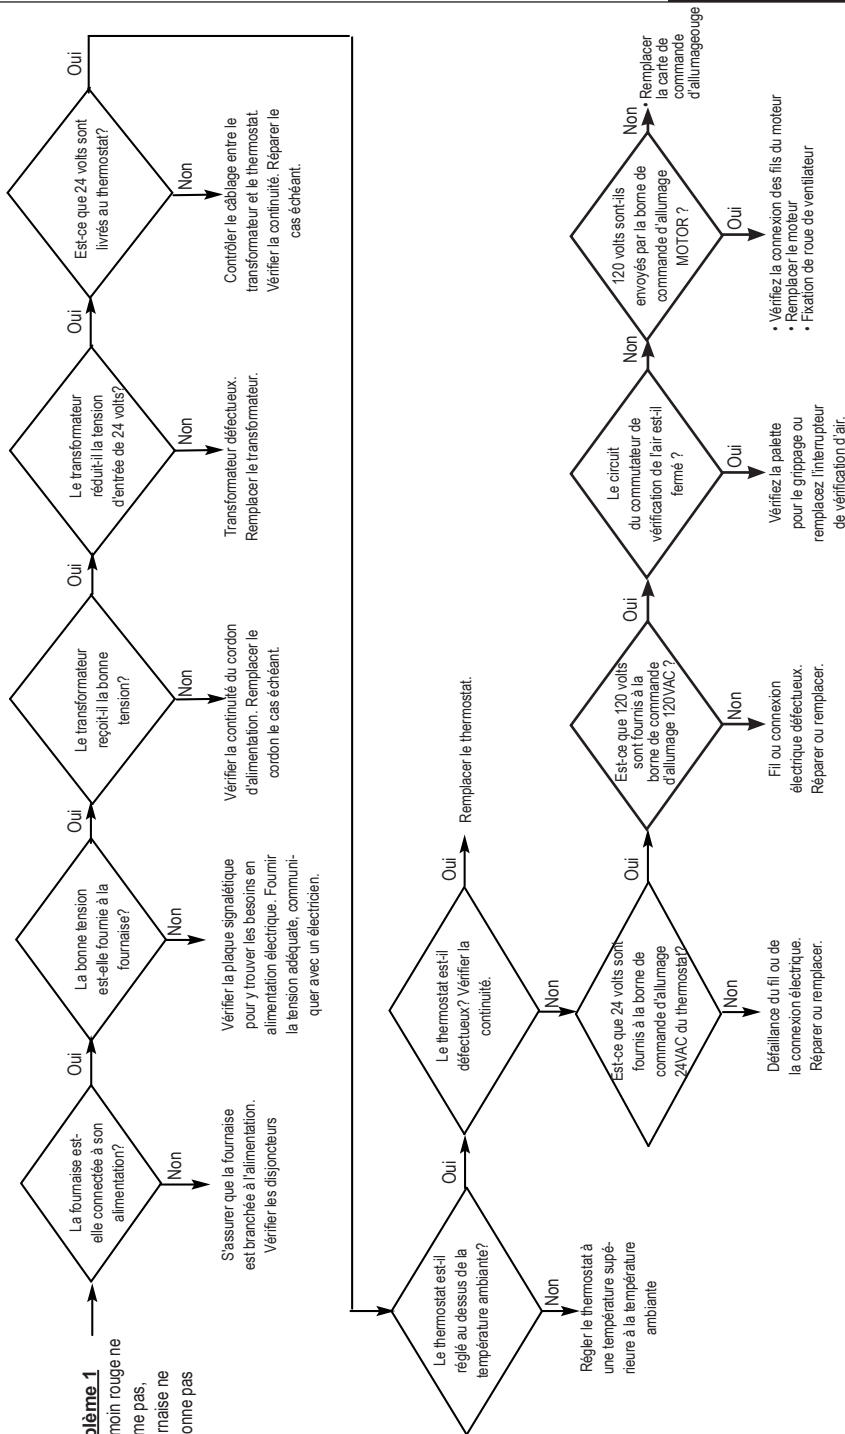 blème 1
moin rouge ne
me pas,
rnaise ne
onne pas
La fournaise est-
elle connectée à son
alimentation?
Oui
Non
S'assurer que la fournaise
est branchée à l'alimentation.
Vérifier les disjoncteurs
La bonne tension
est-elle fournie à la
fournaise?
Oui
Non
Vérifier la plaque signalétique
pour y trouver les besoins en
alimentation électrique. Fournir
la tension adéquate, communi-
quer avec un électricien.
Le transformateur
reçoit-il la bonne
tension?
Oui
Non
Vérifier la continuité du cordon
d'alimentation. Remplacer le
cordon le cas échéant.
Le transformateur
réduit-il la tension
d'entrée de 24 volts?
Oui
Non
Transformateur défectueux.
Remplacer le transformateur.
Est-ce que 24 volts sont
livrés au thermostat?
Oui
Non
Contrôler le câblage entre le
transformateur et le thermostat.
Vérifier la continuité. Réparer le
cas échéant.
Le thermostat est-il
réglé au dessus de la
température ambiante?
Oui
Non
Régler le thermostat à
une température supé-
rieure à la température
ambiante
Le thermostat est-il
défectueux? Vérifier la
continuité.
Oui
Remplacer le thermostat.
Non
Est-ce que 24 volts sont
fournis à la borne de
commande d'allumage
24VAC du thermostat?
Oui
Non
Défaillance du fil ou de
la connexion électrique.
Réparer ou remplacer.
Est-ce que 120 volts
sont fournis à la
borne de commande
d'allumage 120VAC ?
Oui
Non
Fil ou connexion
électrique défectueux.
Réparer ou remplacer.
Le circuit
du commutateur de
vérification de l'air est-il
fermé ?
Non
Oui
Vérifiez la palette
pour le grippage ou
remplacez l'interrupteur
de vérification d'air.
120 volts sont-ils
envoyés par la borne de
commande d'allumage
MOTOR ?
Non
• Remplacer
la carte de
commande
d'allumageouge
Oui
• Vérifiez la connexion des fils du moteur
• Remplacer le moteur
• Fixation de roue de ventilateur